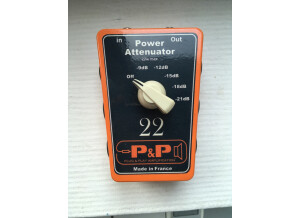 in Out
Power
Attenuator
-9dB -12dB
Off -15dB
-18dB
-21dB
22
P&P
Made in France